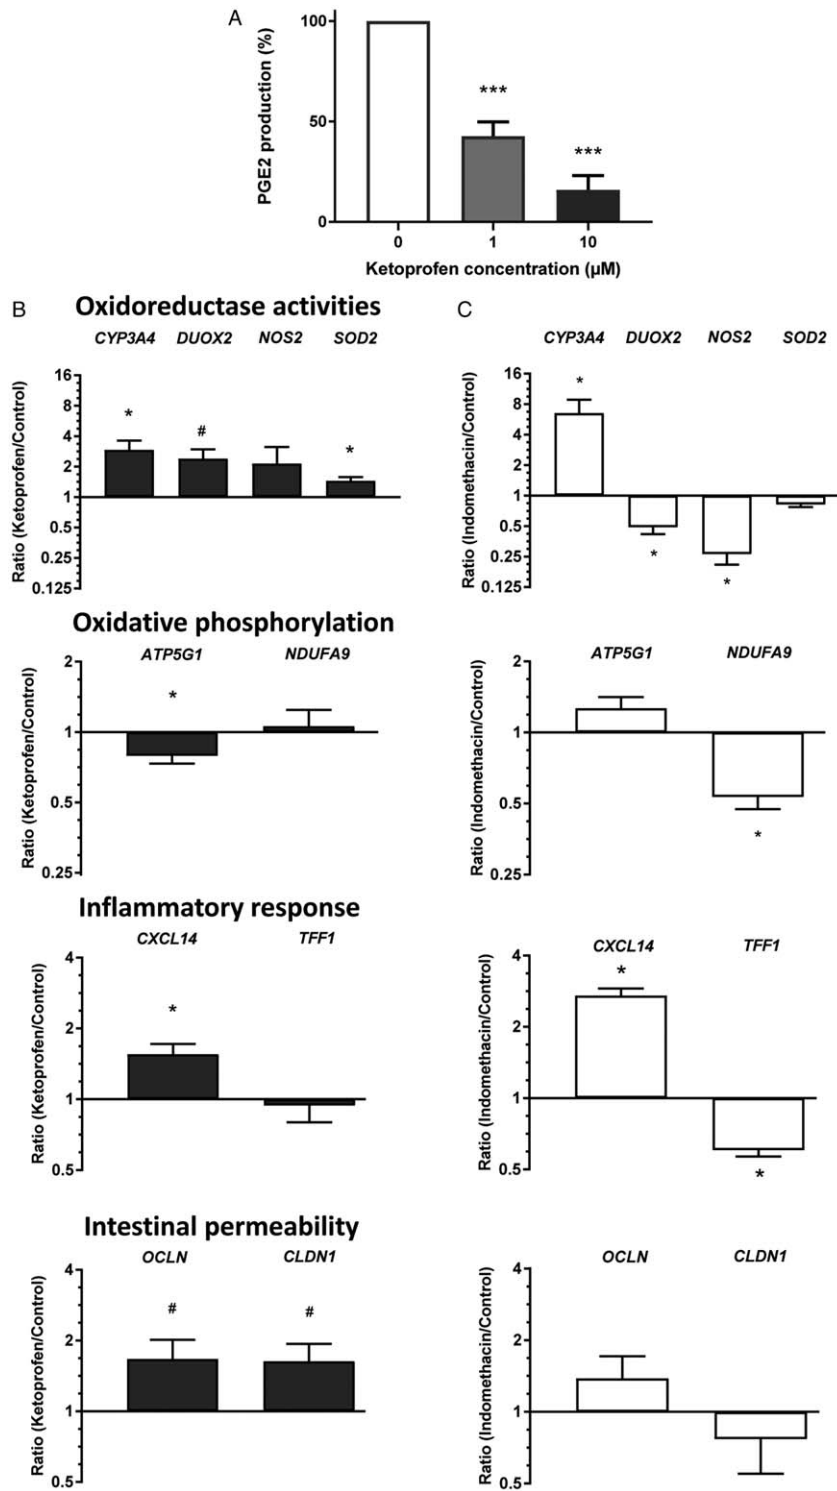 A
PGE2 production (%)
100
50
0
***
***
0 1 10
Ketoprofen concentration (µM)
B
Oxidoreductase activities
CYP3A4 DUOX2 NOS2 SOD2
Ratio (Ketoprofen/Control)
16
8
4
2
1
0.5
0.25
0.125
* # *
C
CYP3A4 DUOX2 NOS2 SOD2
Ratio (Indomethacin/Control)
16
8
4
2
1
0.5
0.25
0.125
*
* *
Oxidative phosphorylation
ATP5G1 NDUFA9
Ratio (Ketoprofen/Control)
2
1
0.5
0.25
*
ATP5G1 NDUFA9
Ratio (Indomethacin/Control)
2
1
0.5
0.25
*
Inflammatory response
CXCL14 TFF1
Ratio (Ketoprofen/Control)
4
2
1
0.5
*
CXCL14 TFF1
Ratio (Indomethacin/Control)
4
2
1
0.5
*
*
Intestinal permeability
OCLN CLDN1
Ratio (Ketoprofen/Control)
4
2
1
0.5
# #
OCLN CLDN1
Ratio (Indomethacin/Control)
4
2
1
0.5